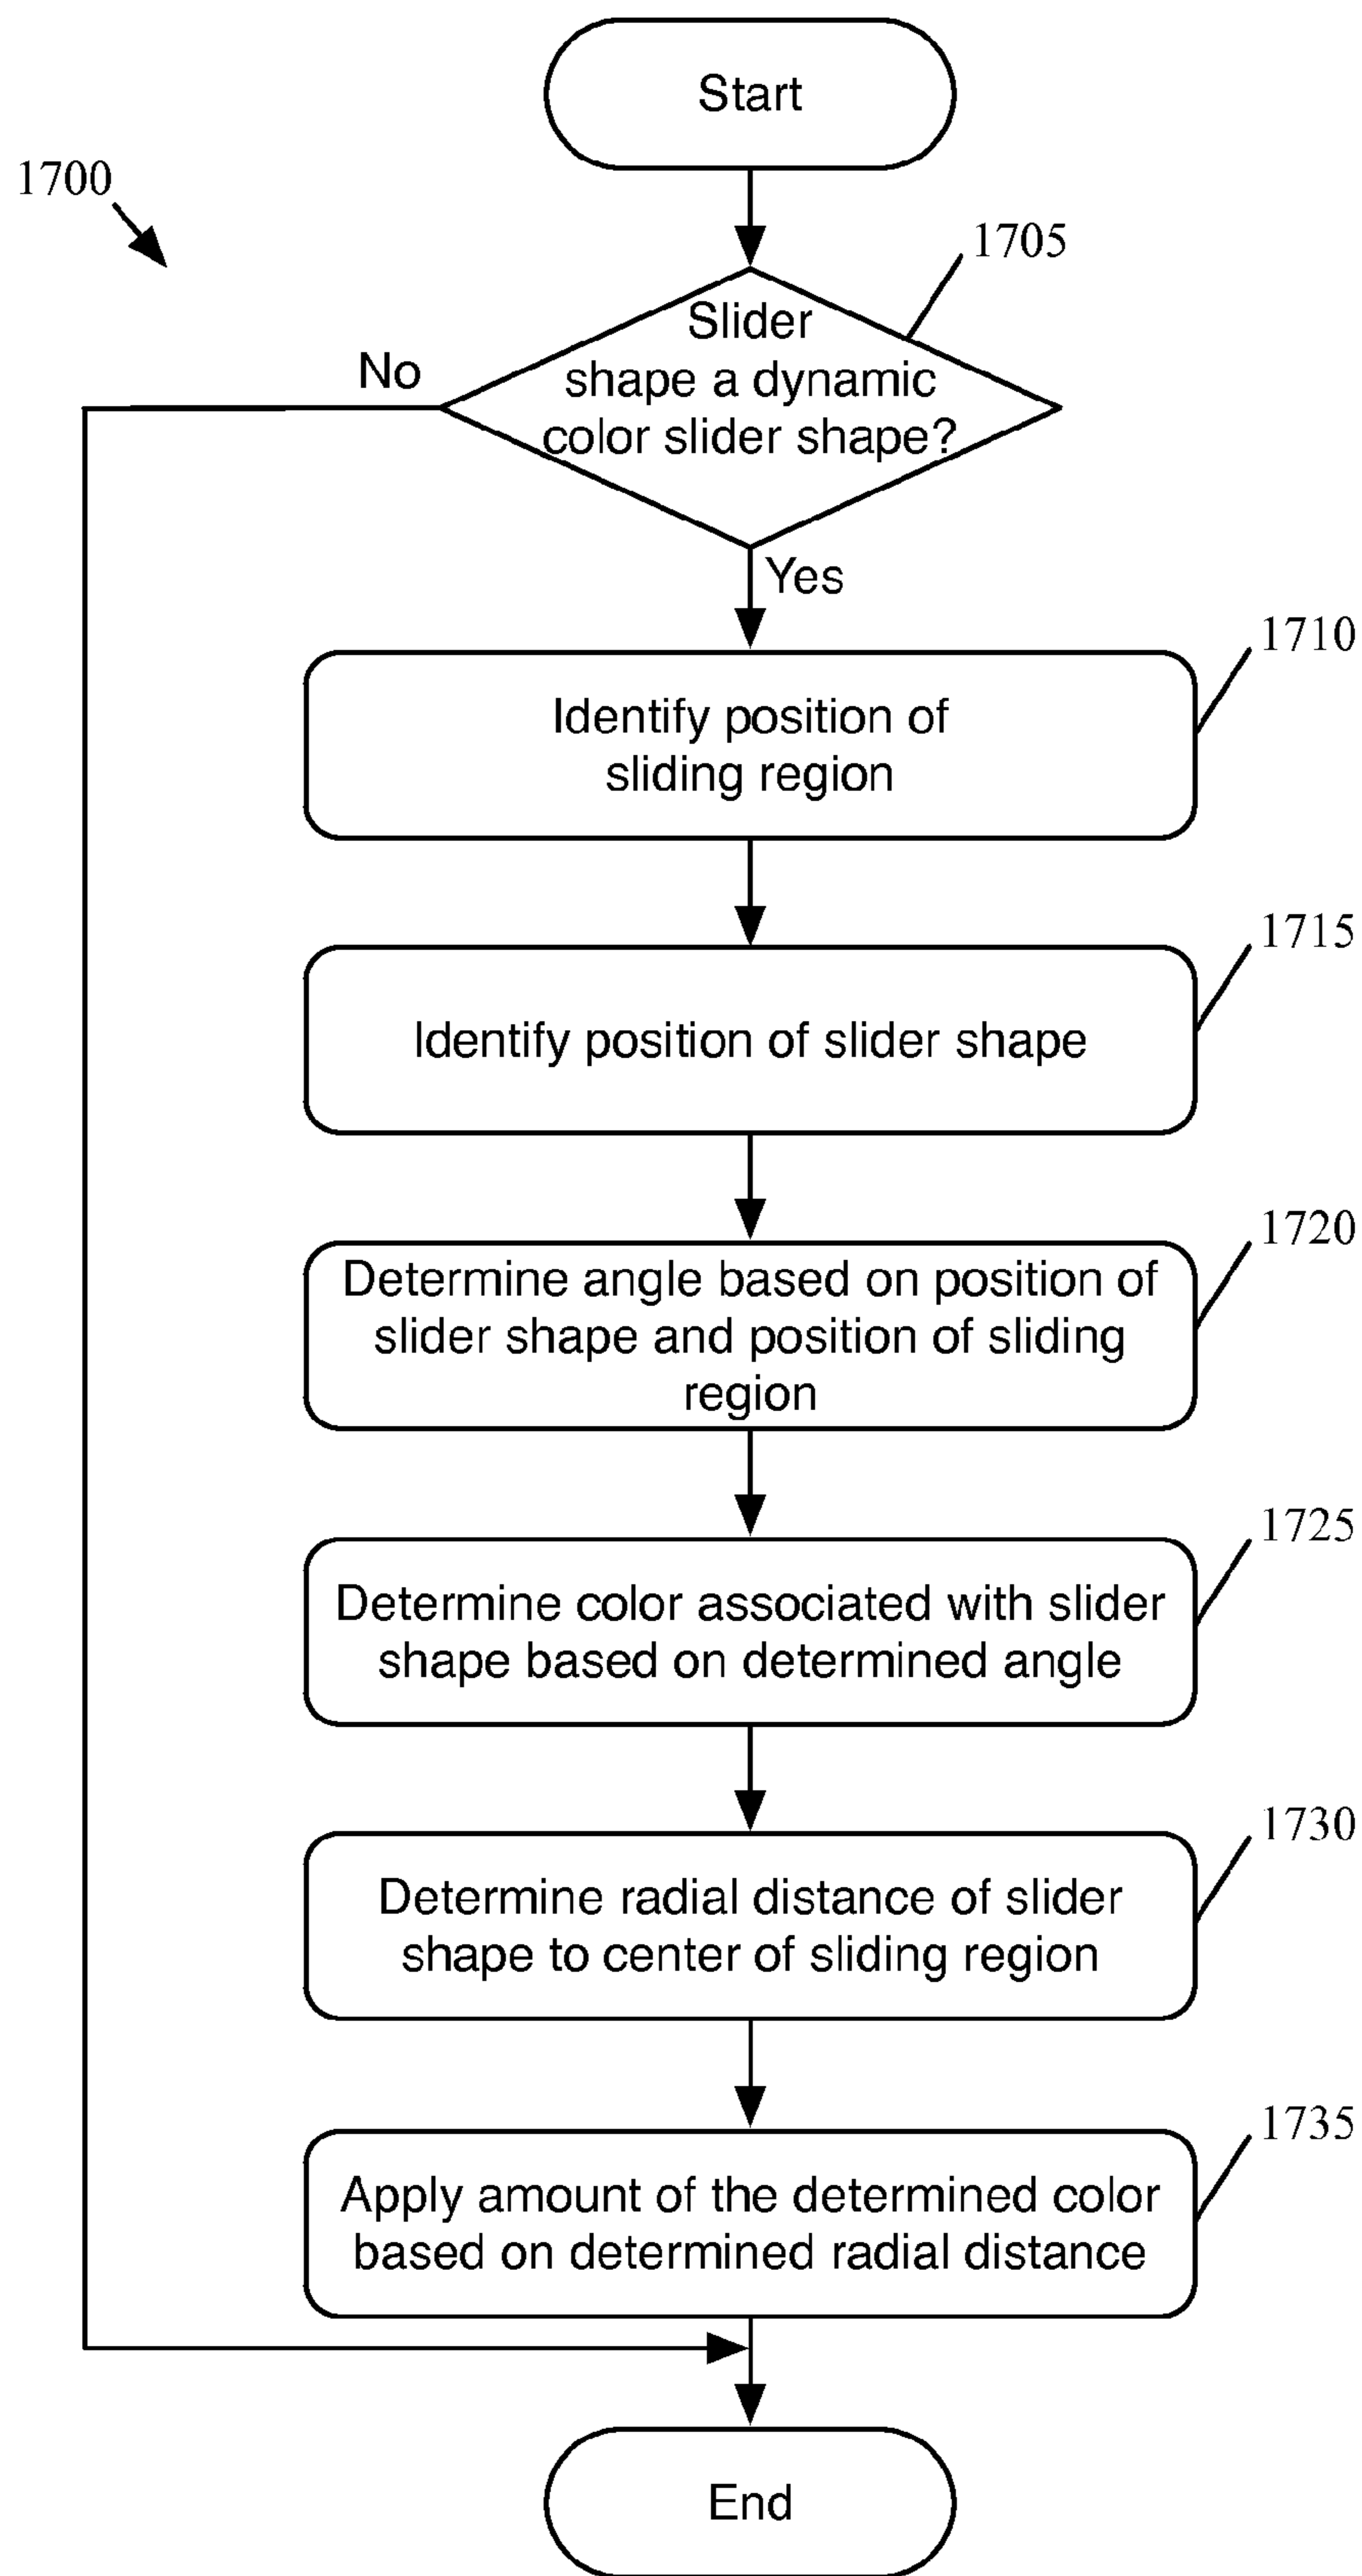 Start
1700
1705
Slider
shape a dynamic
color slider shape?
No
Yes
1710
Identify position of
sliding region
1715
Identify position of slider shape
1720
Determine angle based on position of
slider shape and position of sliding
region
1725
Determine color associated with slider
shape based on determined angle
1730
Determine radial distance of slider
shape to center of sliding region
1735
Apply amount of the determined color
based on determined radial distance
End